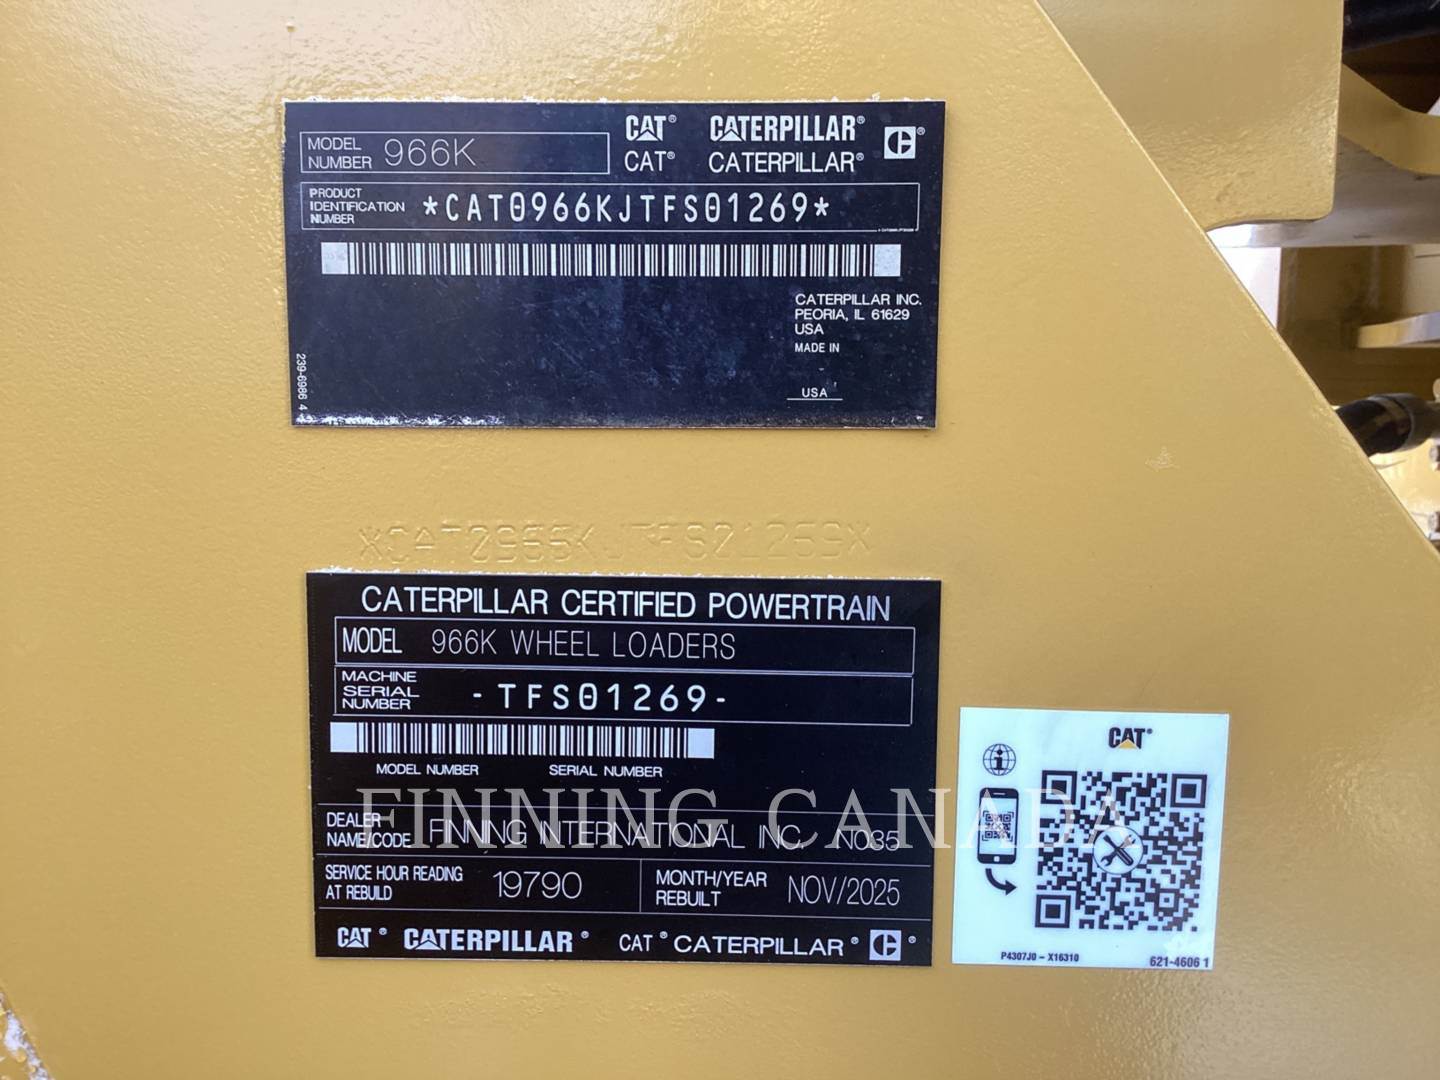 MODEL NUMBER 966K
CAT® CATERPILLAR®
CAT® CATERPILLAR®
PRODUCT IDENTIFICATION NUMBER *CAT0966KJTFS01269*
CATERPILLAR INC.
PEORIA, IL 61629
USA
MADE IN
USA
239-6986 4
*CAT0966KJTFS01269*
CATERPILLAR CERTIFIED POWERTRAIN
MODEL 966K WHEEL LOADERS
MACHINE SERIAL NUMBER -TFS01269-
MODEL NUMBER SERIAL NUMBER
FINNING CANADA
DEALER NAME/CODE FINNING INTERNATIONAL INC. N035
SERVICE HOUR READING AT REBUILD 19790 MONTH/YEAR REBUILT NOV/2025
CAT® CATERPILLAR® CAT® CATERPILLAR®
CAT®
P4307J0 - X16310
621-4606 1